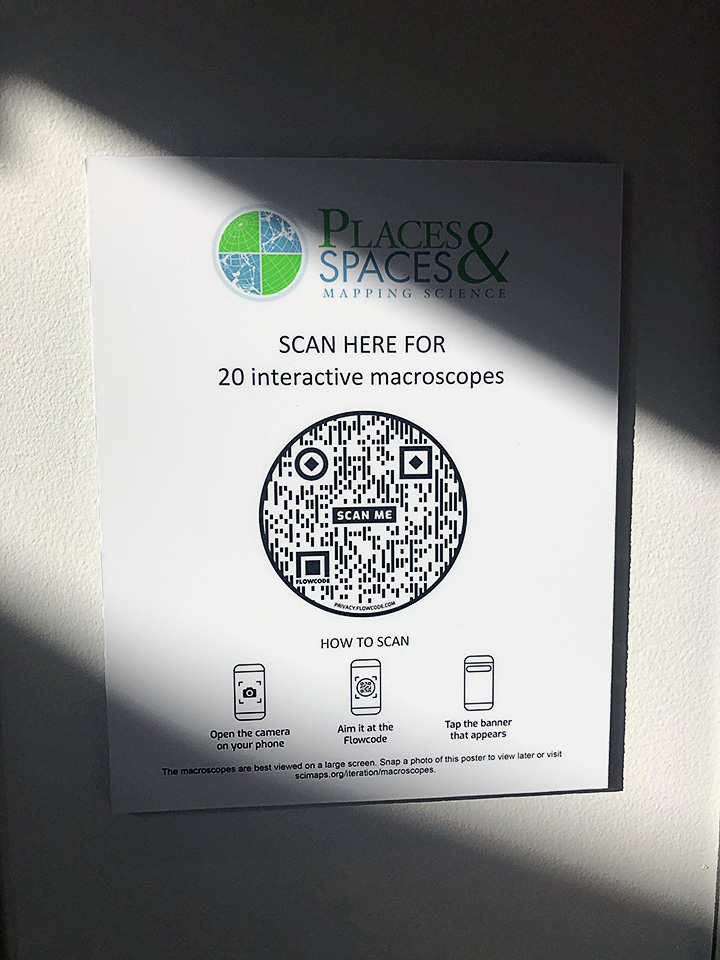 PLACES &
SPACES
MAPPING SCIENCE
SCAN HERE FOR
20 interactive macroscopes
SCAN ME
FLOWCODE
PRIVACY.FLOWCODE.COM
HOW TO SCAN
Open the camera
on your phone
Aim it at the
Flowcode
Tap the banner
that appears
The macroscopes are best viewed on a large screen. Snap a photo of this poster to view later or visit
scimaps.org/iteration/macroscopes.